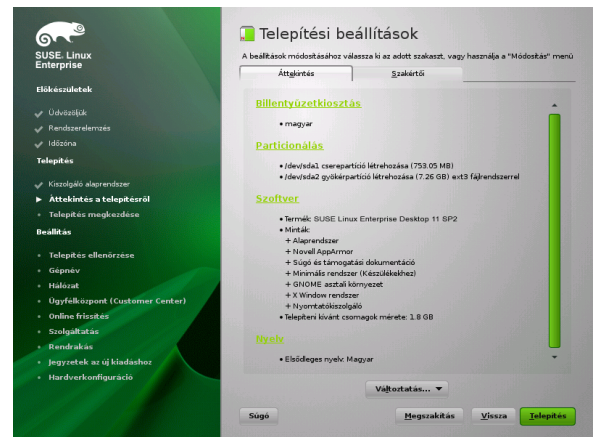 SUSE. Linux
Enterprise
Előkészületek
Üdvözöljük
Rendszerelemzés
Időzóna
Telepítés
Kiszolgáló alaprendszer
Áttekintés a telepítésről
Telepítés megkezdése
Beállítás
Telepítés ellenőrzése
Gépnév
Hálózat
Ügyfélközpont (Customer Center)
Online frissítés
Szolgáltatás
Rendrakás
Jegyzetek az új kiadáshoz
Hardverkonfiguráció
Telepítési beállítások
A beállítások módosításához válassza ki az adott szakaszt, vagy használja a "Módosítás" menü
Áttekintés
Szakértői
Billentyűzetkiosztás
• magyar
Particionálás
• /dev/sda1 cserepartíció létrehozása (753.05 MB)
• /dev/sda2 gyökérpartíció létrehozása (7.26 GB) ext3 fájlrendszerrel
Szoftver
• Termék: SUSE Linux Enterprise Desktop 11 SP2
• Minták:
+ Alaprendszer
+ Novell AppArmor
+ Súgó és támogatási dokumentáció
+ Minimális rendszer (Készülékekhez)
+ GNOME asztali környezet
+ X Window rendszer
+ Nyomtatókiszolgáló
• Telepíteni kívánt csomagok mérete: 1.8 GB
Nyelv
• Elsődleges nyelv: Magyar
Változtatás...
Súgó
Megszakítás
Vissza
Telepítés